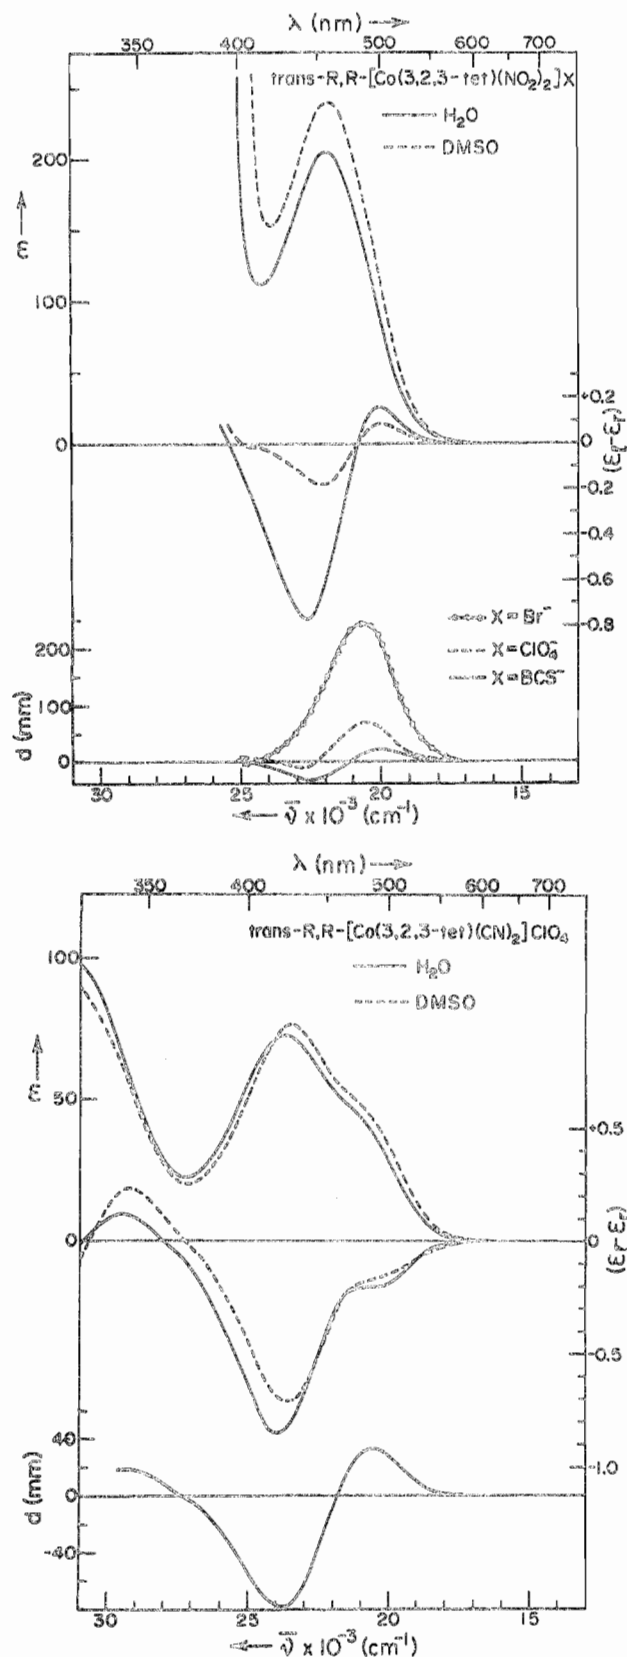 λ (nm) →
350 400 500 600 700
trans-R,R-[Co(3,2,3-tet)(NO₂)₂]X
H₂O
DMSO
200
100
0
ε →
+0.2
0
-0.2
-0.4
-0.6
-0.8
(εₗ-εᵣ)
X=Br⁻
X=ClO₄⁻
X=BCS⁻
200
100
0
d (mm)
30 25 20 15
← ν̄ x 10⁻³ (cm⁻¹)
λ (nm) →
350 400 500 600 700
trans-R,R-[Co(3,2,3-tet)(CN)₂]ClO₄
H₂O
DMSO
100
50
0
ε →
+0.5
0
-0.5
-1.0
(εₗ-εᵣ)
40
0
-40
d (mm)
30 25 20 15
← ν̄ x 10⁻³ (cm⁻¹)